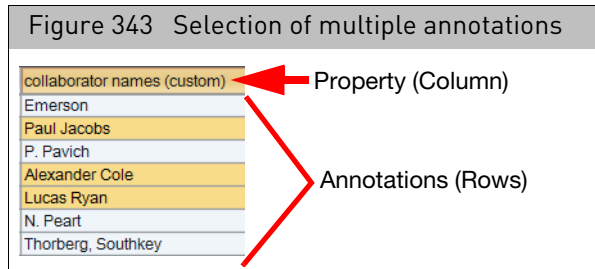 Figure 343 Selection of multiple annotations
collaborator names (custom)
Property (Column)
Emerson
Paul Jacobs
P. Pavich
Alexander Cole
Lucas Ryan
N. Peart
Thorberg, Southkey
Annotations (Rows)